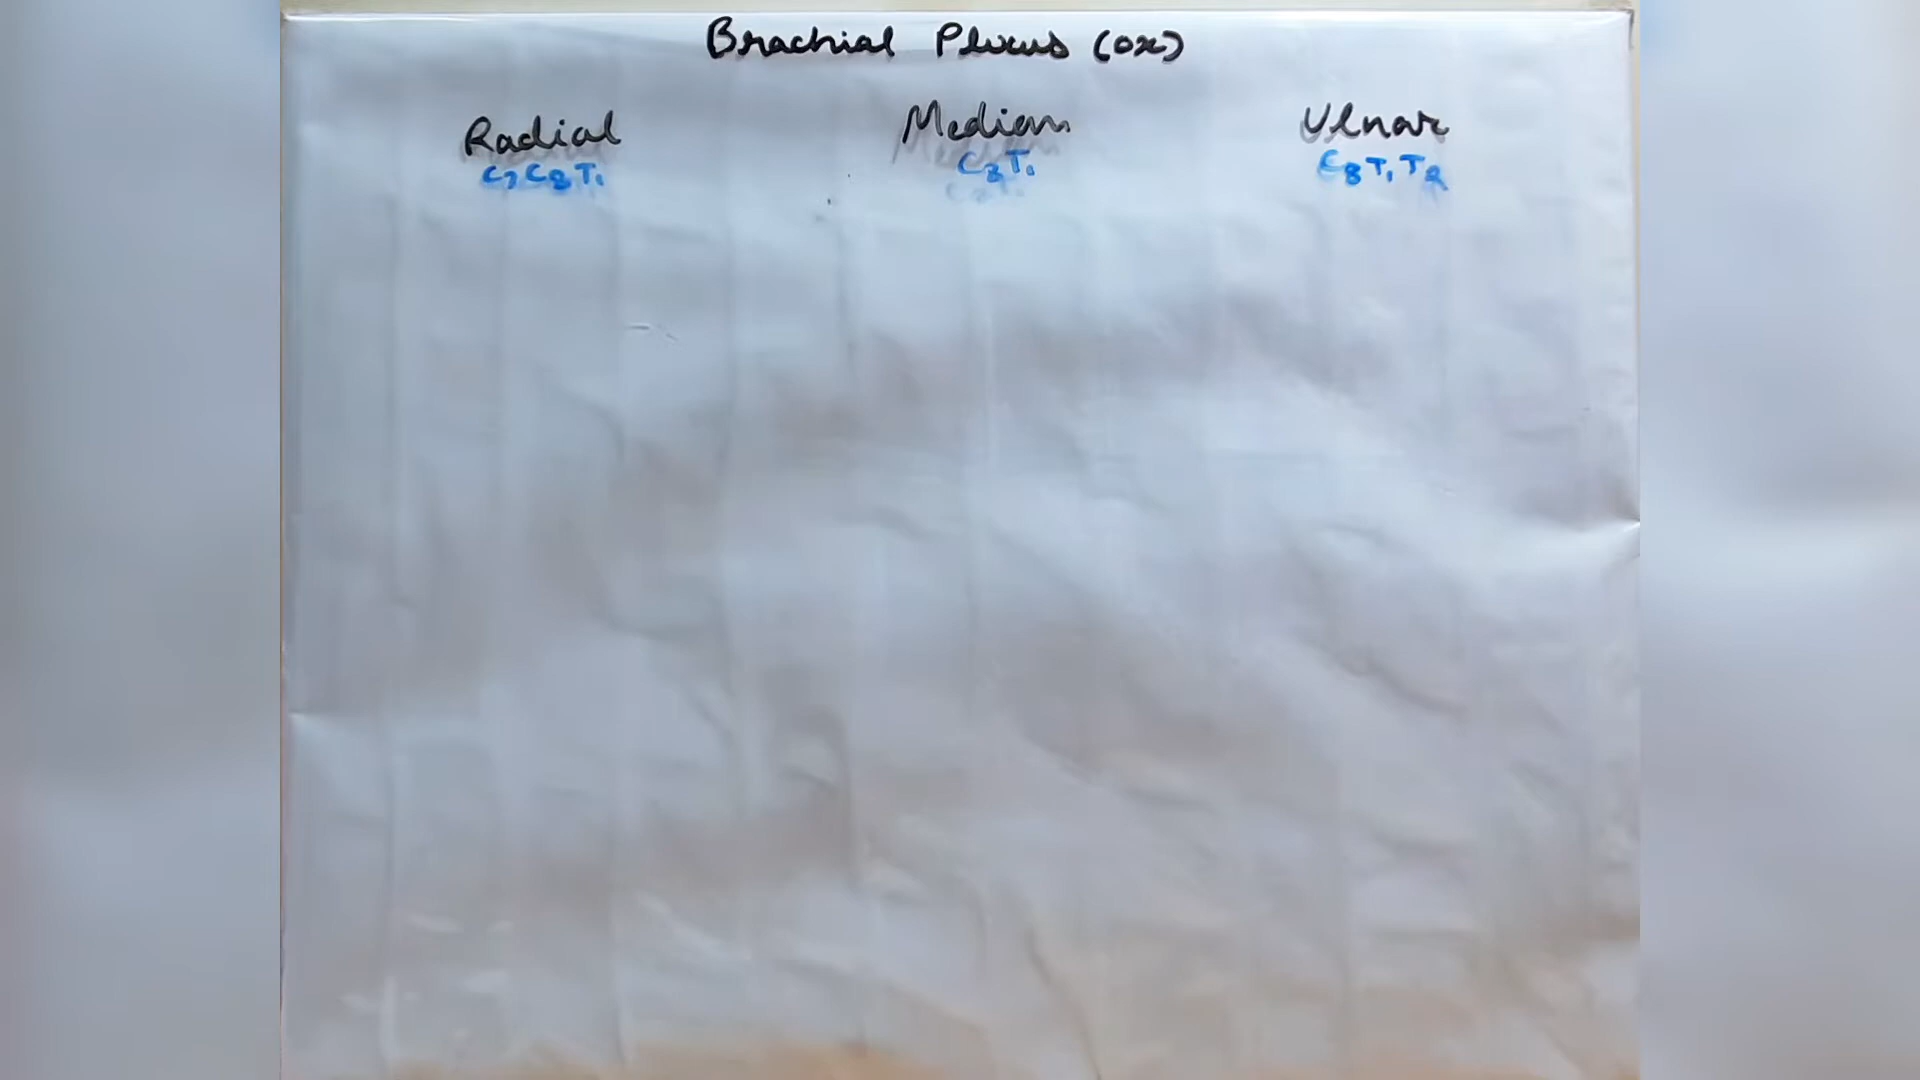 Brachial Plexus (ox)
Radial Median Ulnar
C7 C8 T1 C8 T1 C8 T1 T2